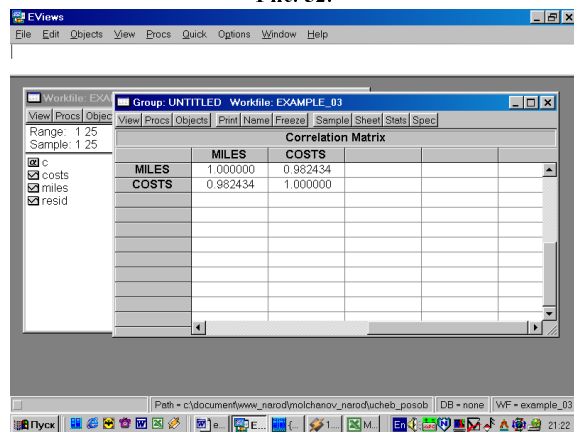 Рис. 32.
EViews
File Edit Objects View Procs Quick Options Window Help
Workfile: EXA
View Procs Objec
Range: 1 25
Sample: 1 25
c
costs
miles
resid
Group: UNTITLED Workfile: EXAMPLE_03
View Procs Objects Print Name Freeze Sample Sheet Stats Spec
Correlation Matrix
MILES COSTS
MILES 1.000000 0.982434
COSTS 0.982434 1.000000
Path = c:\document\www_narod\molchanov_narod\ucheb_posob DB = none WF = example_03
Пуск e... E... {... 1... M... En 21:22